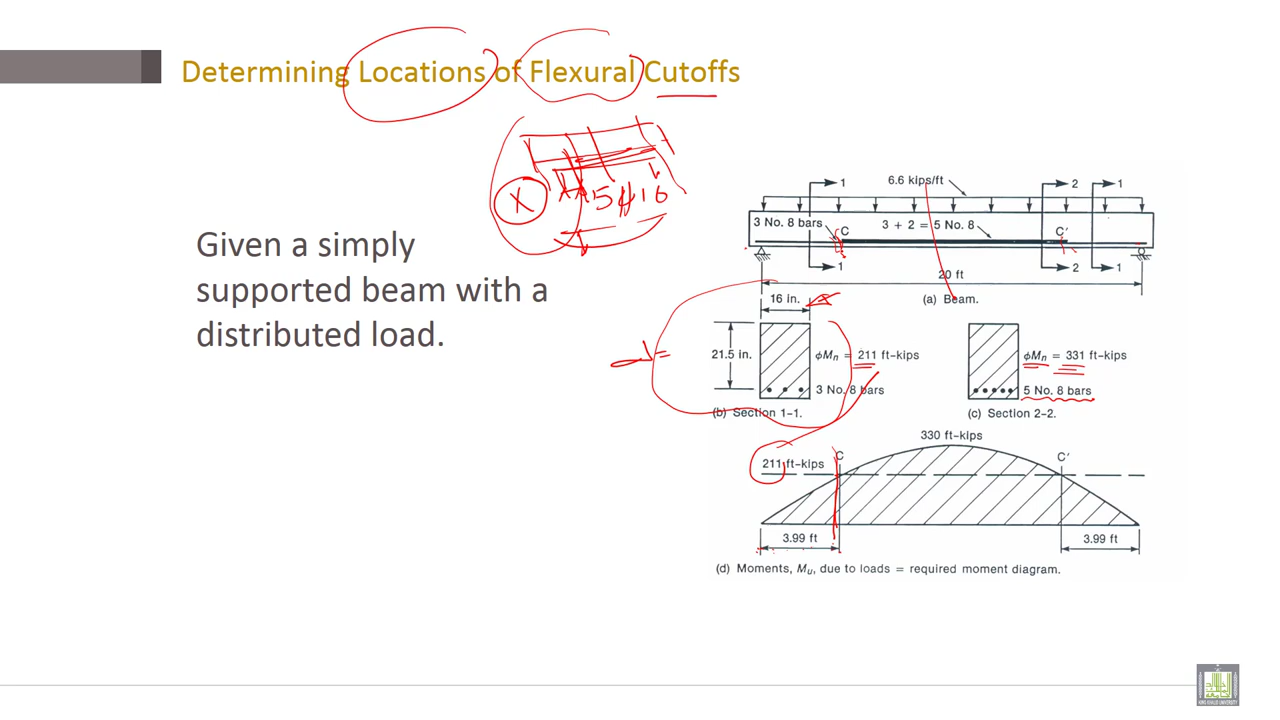 Determining Locations of Flexural Cutoffs
5φ16
X
Given a simply
supported beam with a
distributed load.
1
6.6 kips/ft
2
1
3 No. 8 bars
C
3 + 2 = 5 No. 8
C'
1
2
1
20 ft
(a) Beam.
16 in.
d=
21.5 in.
ϕMn = 211 ft-kips
3 No. 8 bars
(b) Section 1-1.
ϕMn = 331 ft-kips
5 No. 8 bars
(c) Section 2-2.
330 ft-kips
211 ft-kips
C
C'
3.99 ft
3.99 ft
(d) Moments, Mu, due to loads = required moment diagram.
KING KHALID UNIVERSITY